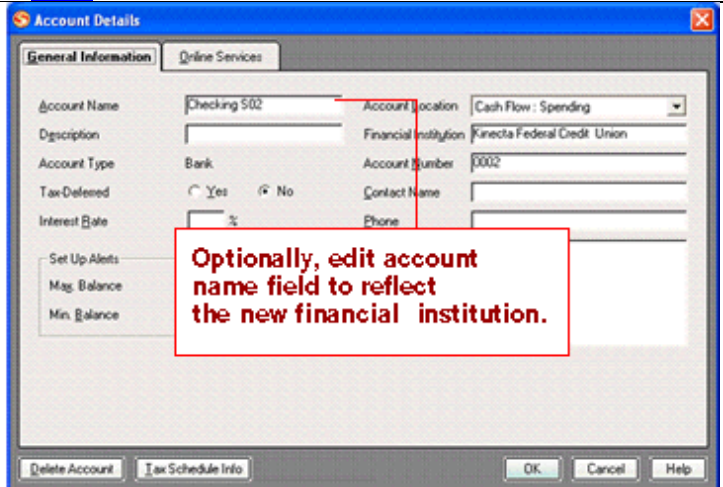 Account Details
General Information
Online Services
Account Name
Checking S02
Account Location
Cash Flow : Spending
Description
Financial Institution
Kinecta Federal Credit Union
Account Type
Bank
Account Number
0002
Tax-Deferred
Yes
No
Contact Name
Interest Rate
%
Phone
Set Up Alerts
Max. Balance
Min. Balance
Optionally, edit account
name field to reflect
the new financial institution.
Delete Account
Tax Schedule Info
OK
Cancel
Help